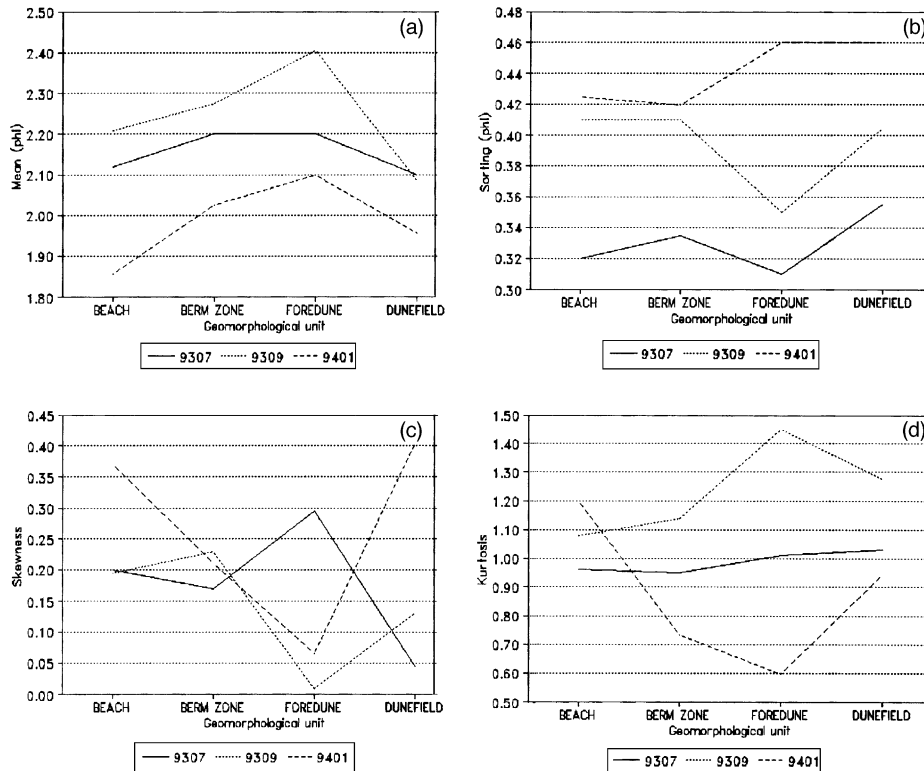 (a)
2.50
2.40
2.30
2.20
2.10
2.00
1.90
1.80
Mean (phi)
BEACH BERM ZONE FOREDUNE DUNEFIELD
Geomorphological unit
9307 9309 9401
(b)
0.48
0.46
0.44
0.42
0.40
0.38
0.36
0.34
0.32
0.30
Sorting (phi)
BEACH BERM ZONE FOREDUNE DUNEFIELD
Geomorphological unit
9307 9309 9401
(c)
0.45
0.40
0.35
0.30
0.25
0.20
0.15
0.10
0.05
0.00
Skewness
BEACH BERM ZONE FOREDUNE DUNEFIELD
Geomorphological unit
9307 9309 9401
(d)
1.50
1.40
1.30
1.20
1.10
1.00
0.90
0.80
0.70
0.60
0.50
Kurtosis
BEACH BERM ZONE FOREDUNE DUNEFIELD
Geomorphological unit
9307 9309 9401